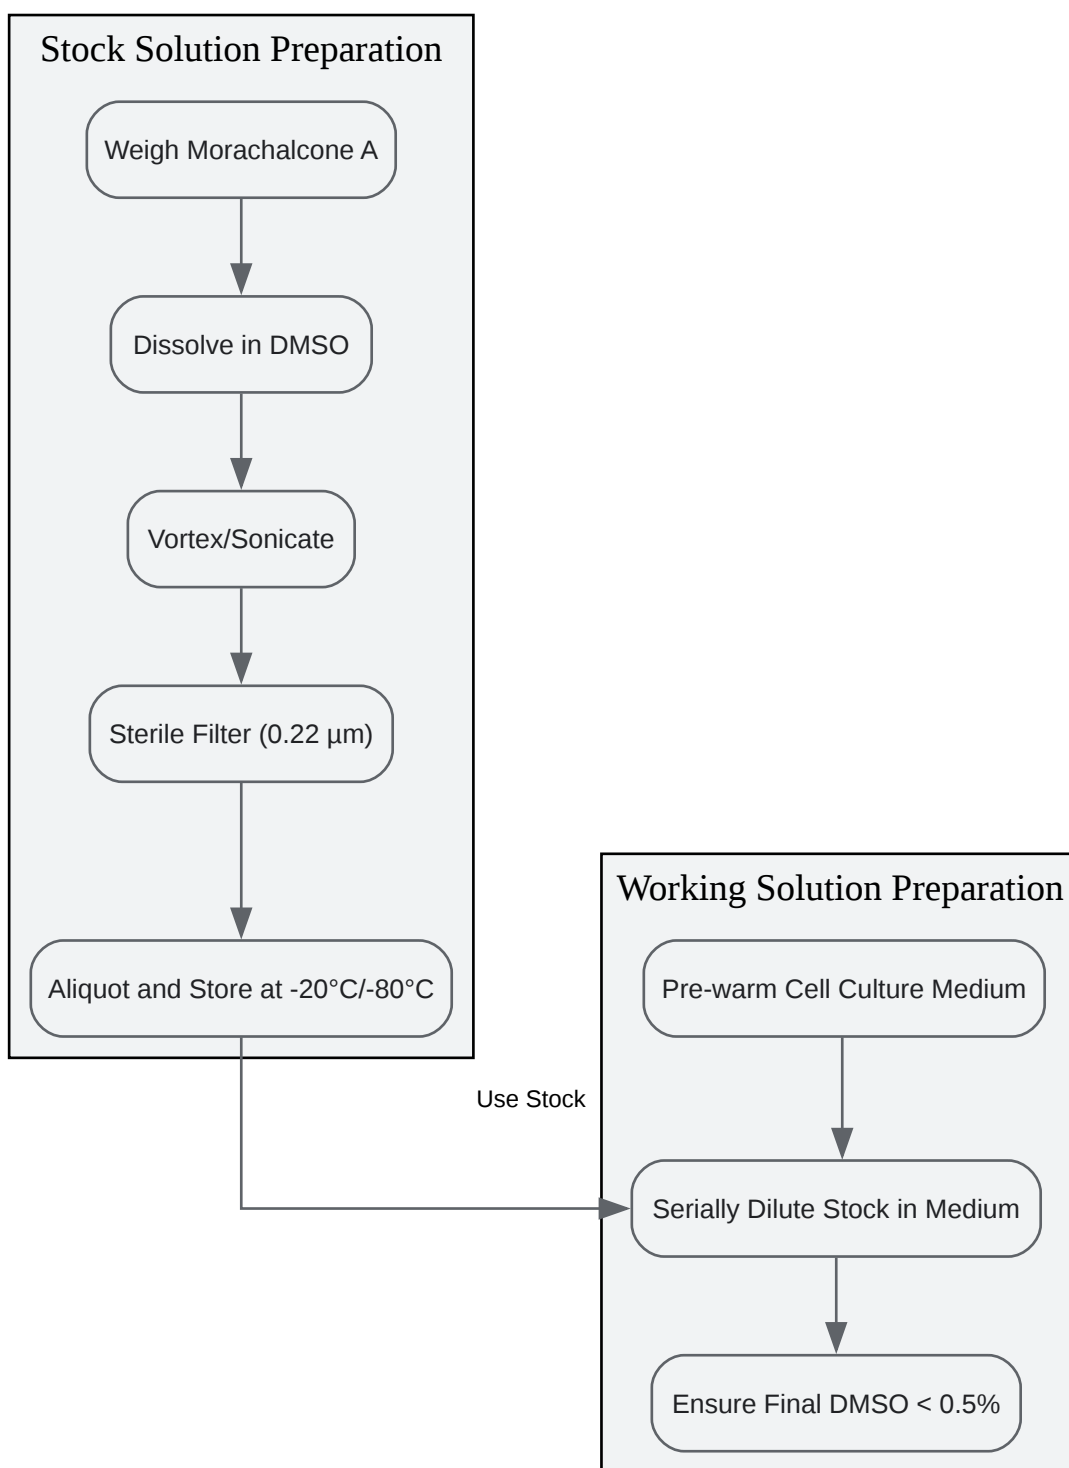 Stock Solution Preparation
Weigh Morachalcone A
Dissolve in DMSO
Vortex/Sonicate
Sterile Filter (0.22 µm)
Aliquot and Store at -20°C/-80°C
Use Stock
Working Solution Preparation
Pre-warm Cell Culture Medium
Serially Dilute Stock in Medium
Ensure Final DMSO < 0.5%